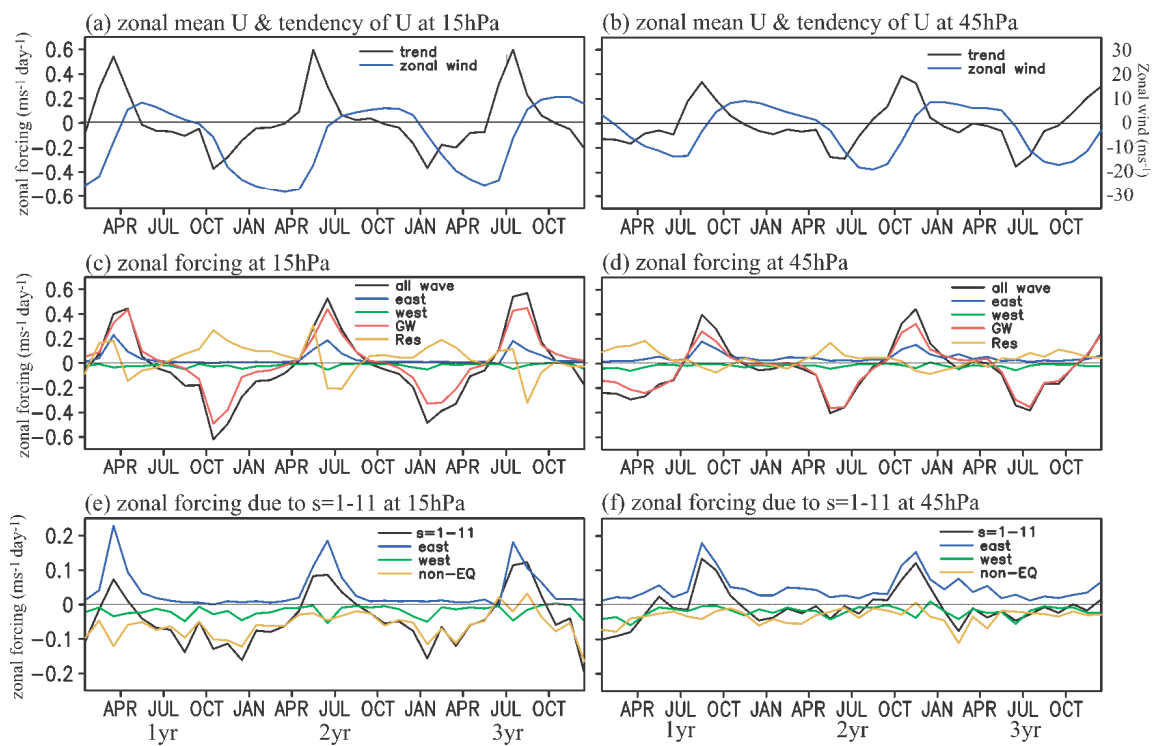 (a) zonal mean U & tendency of U at 15hPa
zonal forcing (ms⁻¹ day⁻¹)
0.6
0.4
0.2
0
−0.2
−0.4
−0.6
trend
zonal wind
APR JUL OCT JAN APR JUL OCT JAN APR JUL OCT
(b) zonal mean U & tendency of U at 45hPa
trend
zonal wind
30
20
10
0
-10
-20
-30
Zonal wind (ms⁻¹)
APR JUL OCT JAN APR JUL OCT JAN APR JUL OCT
(c) zonal forcing at 15hPa
zonal forcing (ms⁻¹ day⁻¹)
0.6
0.4
0.2
0
−0.2
−0.4
−0.6
all wave
east
west
GW
Res
APR JUL OCT JAN APR JUL OCT JAN APR JUL OCT
(d) zonal forcing at 45hPa
all wave
east
west
GW
Res
APR JUL OCT JAN APR JUL OCT JAN APR JUL OCT
(e) zonal forcing due to s=1-11 at 15hPa
zonal forcing (ms⁻¹ day⁻¹)
0.2
0.1
0
−0.1
0.2
s=1−11
east
west
non−EQ
APR JUL OCT JAN APR JUL OCT JAN APR JUL OCT
1yr 2yr 3yr
(f) zonal forcing due to s=1-11 at 45hPa
s=1−11
east
west
non−EQ
APR JUL OCT JAN APR JUL OCT JAN APR JUL OCT
1yr 2yr 3yr